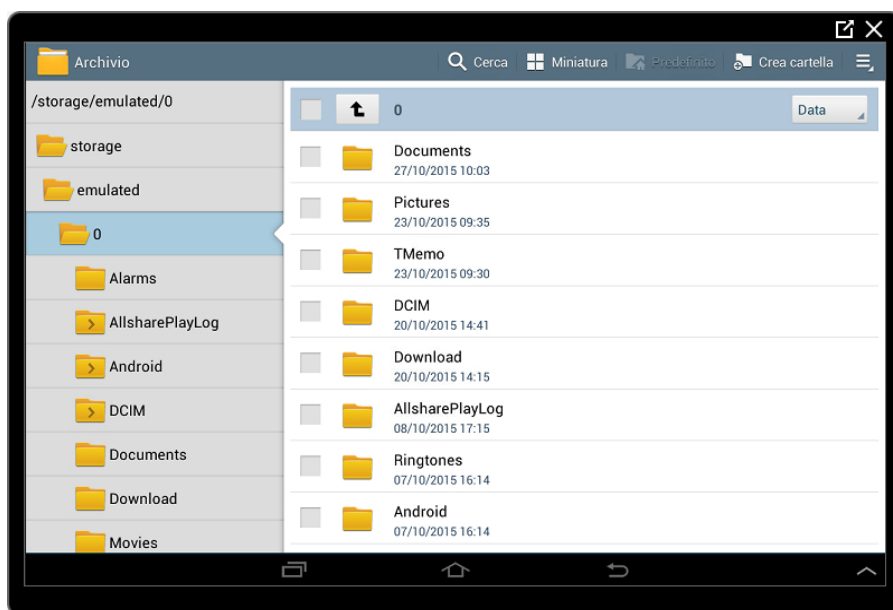 Archivio
Cerca
Miniatura
Predefinito
Crea cartella
/storage/emulated/0
storage
emulated
0
Alarms
AllsharePlayLog
Android
DCIM
Documents
Download
Movies
0
Data
Documents
27/10/2015 10:03
Pictures
23/10/2015 09:35
TMemo
23/10/2015 09:30
DCIM
20/10/2015 14:41
Download
20/10/2015 14:15
AllsharePlayLog
08/10/2015 17:15
Ringtones
07/10/2015 16:14
Android
07/10/2015 16:14